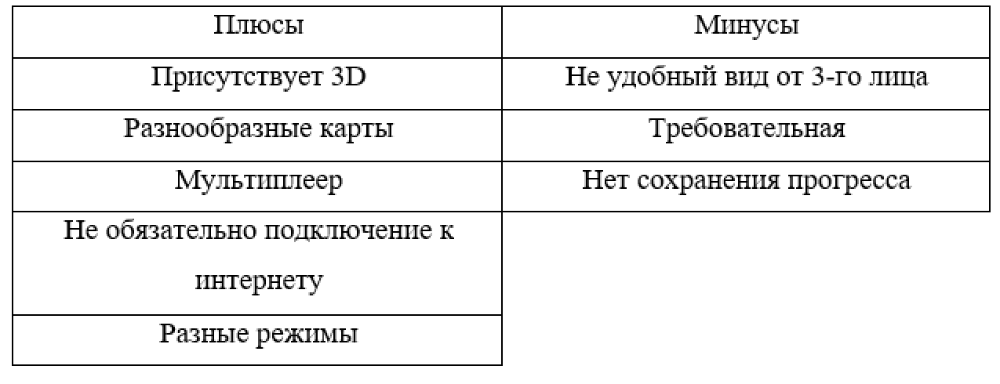 Плюсы
Минусы
Присутствует 3D
Не удобный вид от 3-го лица
Разнообразные карты
Требовательная
Мультиплеер
Нет сохранения прогресса
Не обязательно подключение к
интернету
Разные режимы